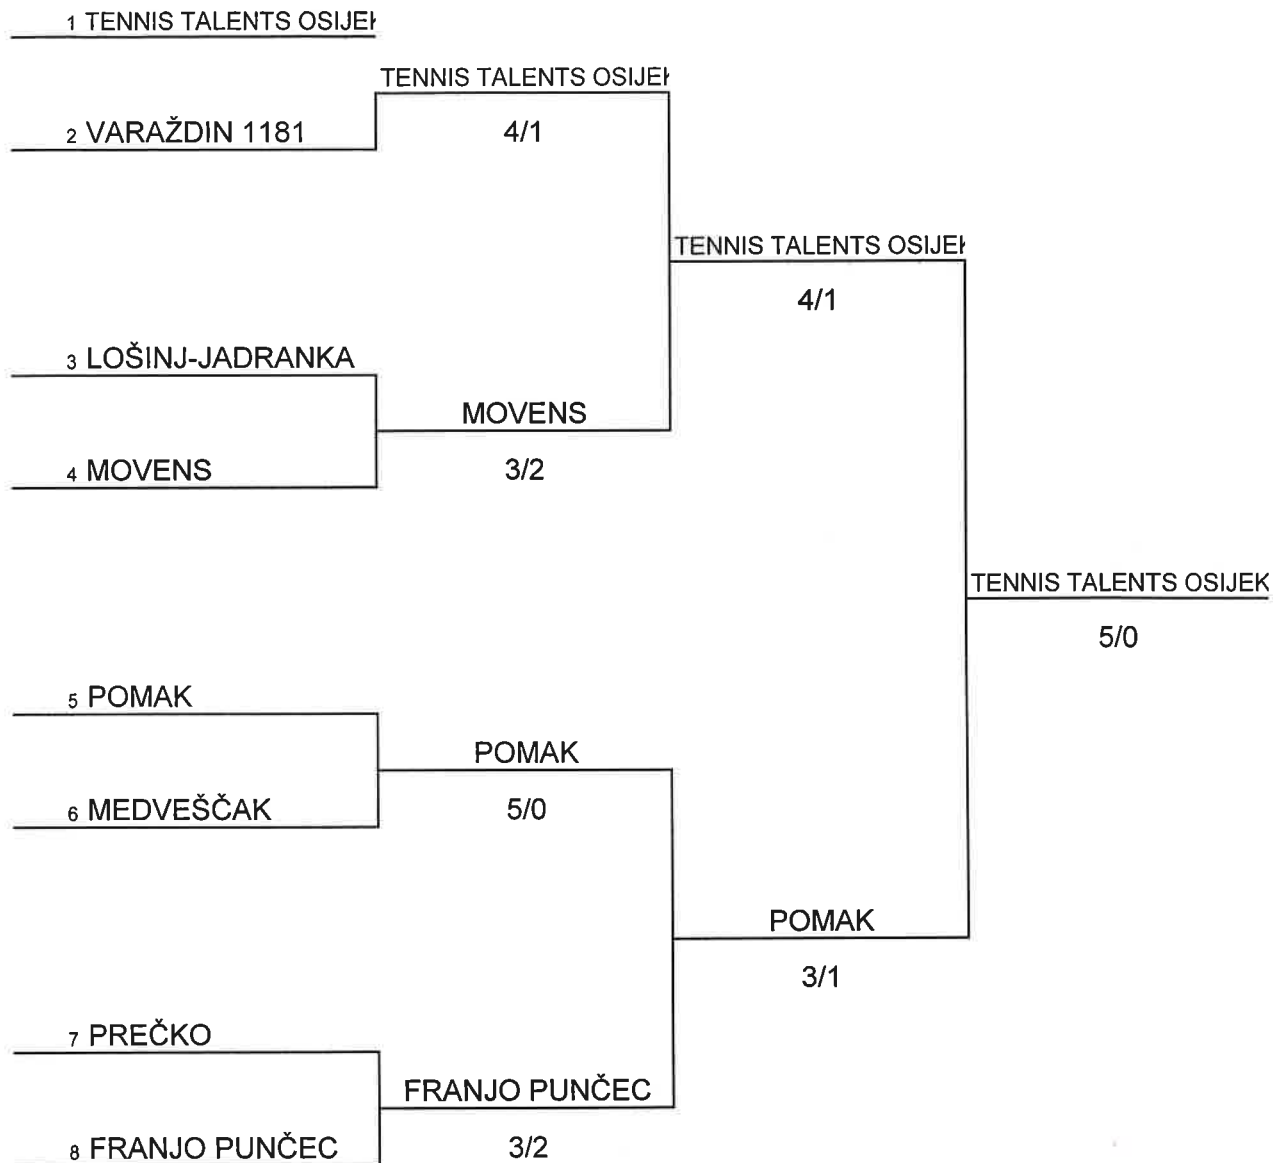 1 TENNIS TALENTS OSIJEK
TENNIS TALENTS OSIJEK
2 VARAŽDIN 1181
4/1
TENNIS TALENTS OSIJEK
4/1
3 LOŠINJ-JADRANKA
MOVENS
4 MOVENS
3/2
TENNIS TALENTS OSIJEK
5/0
5 POMAK
POMAK
6 MEDVEŠČAK
5/0
POMAK
3/1
7 PREČKO
FRANJO PUNČEC
8 FRANJO PUNČEC
3/2